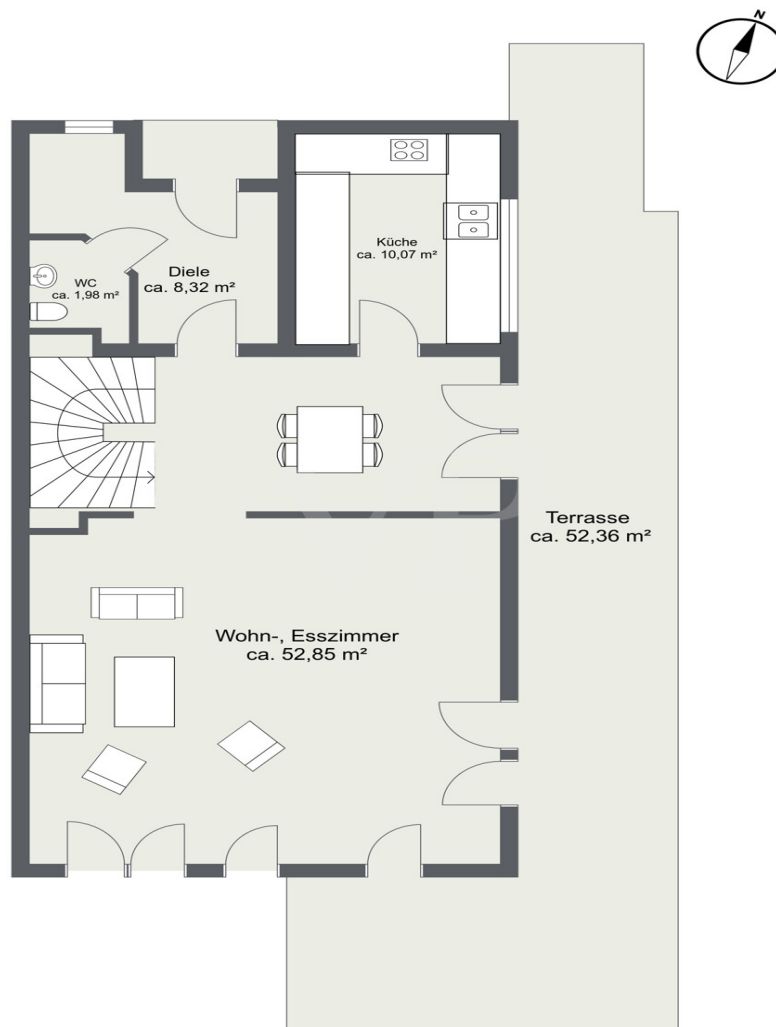 N
Küche
ca. 10,07 m²
Diele
ca. 8,32 m²
WC
ca. 1,98 m²
Terrasse
ca. 52,36 m²
Wohn-, Esszimmer
ca. 52,85 m²